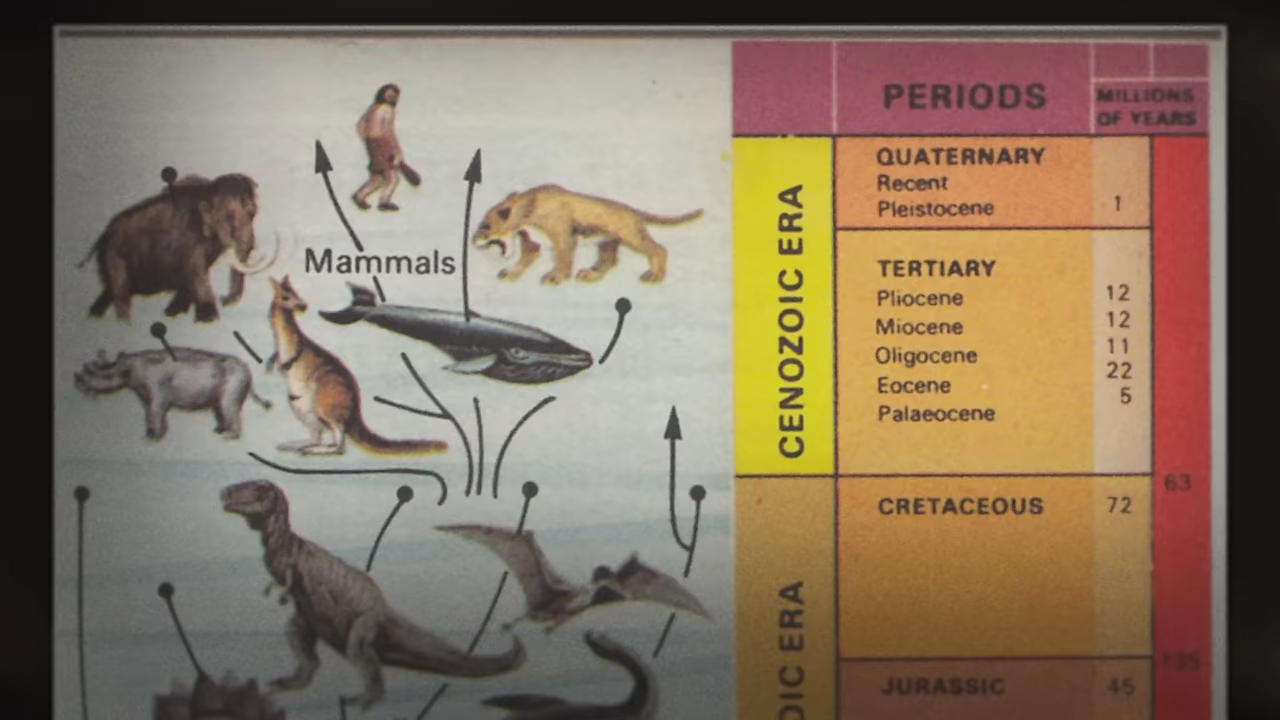 PERIODS
MILLIONS
OF YEARS
CENOZOIC ERA
QUATERNARY
Recent
Pleistocene 1
Mammals
TERTIARY
Pliocene 12
Miocene 12
Oligocene 11
Eocene 22
Palaeocene 5
63
CRETACEOUS 72
OIC ERA
135
JURASSIC 45